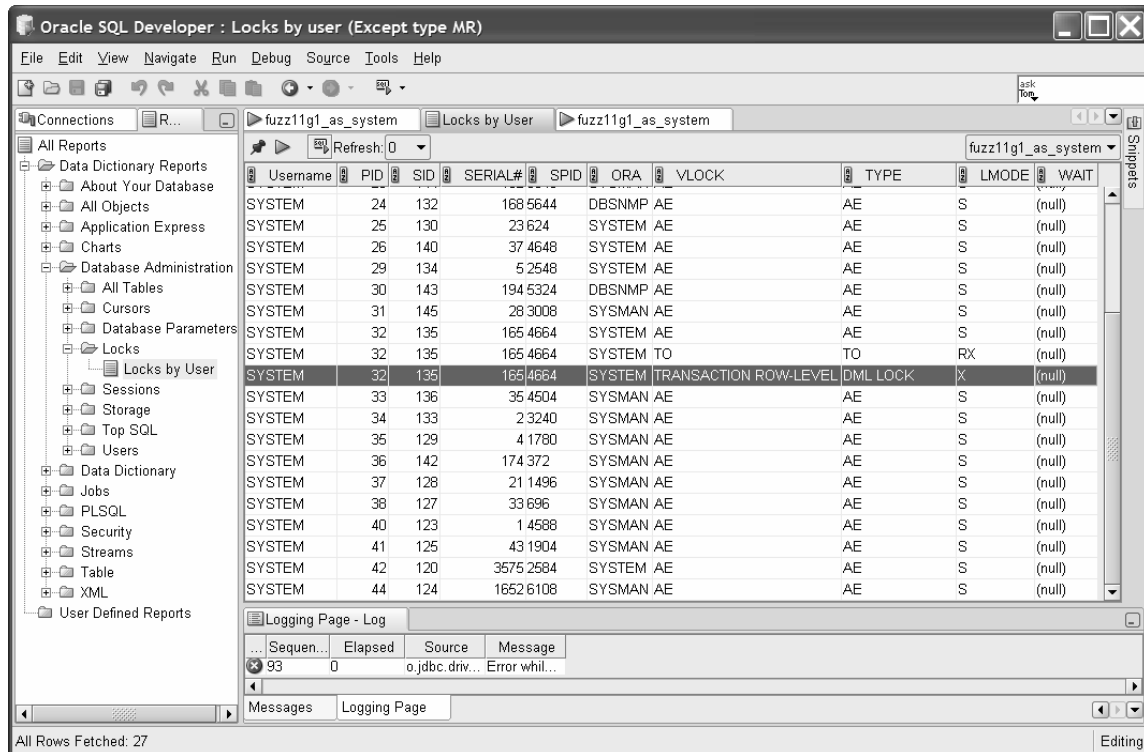 Oracle SQL Developer : Locks by user (Except type MR)
File Edit View Navigate Run Debug Source Tools Help
ask Tom
Connections R...
fuzz11g1_as_system Locks by User fuzz11g1_as_system
Snippets
All Reports
Data Dictionary Reports
About Your Database
All Objects
Application Express
Charts
Database Administration
All Tables
Cursors
Database Parameters
Locks
Locks by User
Sessions
Storage
Top SQL
Users
Data Dictionary
Jobs
PLSQL
Security
Streams
Table
XML
User Defined Reports
Refresh: 0 fuzz11g1_as_system
Username PID SID SERIAL# SPID ORA VLOCK TYPE LMODE WAIT
SYSTEM 24 132 168 5644 DBSNMP AE AE S (null)
SYSTEM 25 130 23 624 SYSTEM AE AE S (null)
SYSTEM 26 140 37 4648 SYSTEM AE AE S (null)
SYSTEM 29 134 5 2548 SYSTEM AE AE S (null)
SYSTEM 30 143 194 5324 DBSNMP AE AE S (null)
SYSTEM 31 145 28 3008 SYSMAN AE AE S (null)
SYSTEM 32 135 165 4664 SYSTEM AE AE S (null)
SYSTEM 32 135 165 4664 SYSTEM TO TO RX (null)
SYSTEM 32 135 165 4664 SYSTEM TRANSACTION ROW-LEVEL DML LOCK X (null)
SYSTEM 33 136 35 4504 SYSMAN AE AE S (null)
SYSTEM 34 133 2 3240 SYSMAN AE AE S (null)
SYSTEM 35 129 4 1780 SYSMAN AE AE S (null)
SYSTEM 36 142 174 372 SYSMAN AE AE S (null)
SYSTEM 37 128 21 1496 SYSMAN AE AE S (null)
SYSTEM 38 127 33 696 SYSMAN AE AE S (null)
SYSTEM 40 123 1 4588 SYSMAN AE AE S (null)
SYSTEM 41 125 43 1904 SYSMAN AE AE S (null)
SYSTEM 42 120 3575 2584 SYSTEM AE AE S (null)
SYSTEM 44 124 1652 6108 SYSMAN AE AE S (null)
Logging Page - Log
... Sequen... Elapsed Source Message
93 0 o.jdbc.driv... Error whil...
Messages Logging Page
All Rows Fetched: 27 Editing